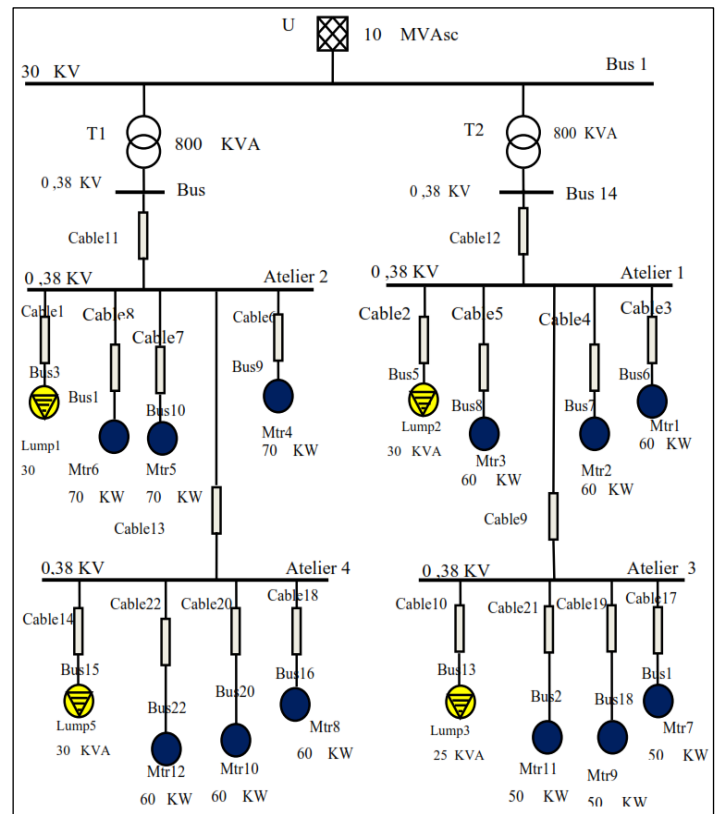 U
10 MVAsc
30 KV
Bus 1
T1
800 KVA
T2
800 KVA
0 ,38 KV
Bus
0 ,38 KV
Bus 14
Cable11
Cable12
0 ,38 KV
Atelier 2
0 ,38 KV
Atelier 1
Cable1
Cable8
Cable7
Cable6
Cable2
Cable5
Cable4
Cable3
Bus3
Bus1
Bus10
Bus9
Bus5
Bus8
Bus7
Bus6
Lump1
30
Mtr6
70 KW
Mtr5
70 KW
Mtr4
70 KW
Lump2
30 KVA
Mtr3
60 KW
Mtr2
60 KW
Mtr1
60 KW
Cable13
Cable9
0,38 KV
Atelier 4
0,38 KV
Atelier 3
Cable14
Cable22
Cable20
Cable18
Cable10
Cable21
Cable19
Cable17
Bus15
Bus22
Bus20
Bus16
Bus13
Bus2
Bus18
Bus1
Lump5
30 KVA
Mtr12
60 KW
Mtr10
60 KW
Mtr8
60 KW
Lump3
25 KVA
Mtr11
50 KW
Mtr9
50 KW
Mtr7
50 KW